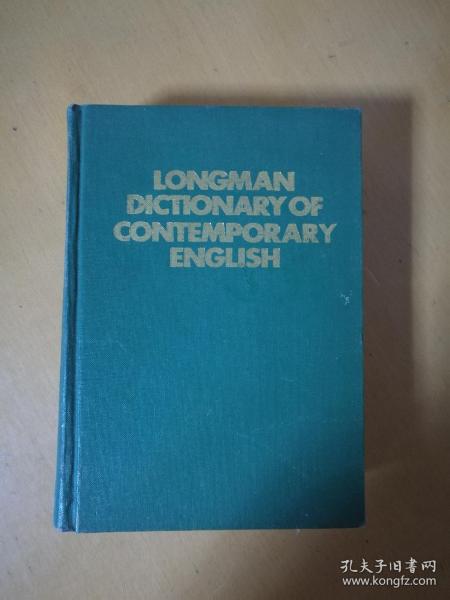 LONGMAN
DICTIONARY OF
CONTEMPORARY
ENGLISH
孔夫子旧书网
www.kongfz.com